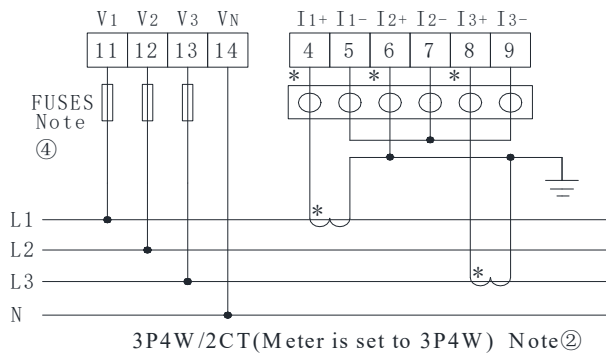 V1 V2 V3 VN I1+ I1- I2+ I2- I3+ I3-
11 12 13 14 4 5 6 7 8 9
* * *
FUSES
Note
④
L1 *
L2
L3 *
N
3P4W/2CT(Meter is set to 3P4W) Note②